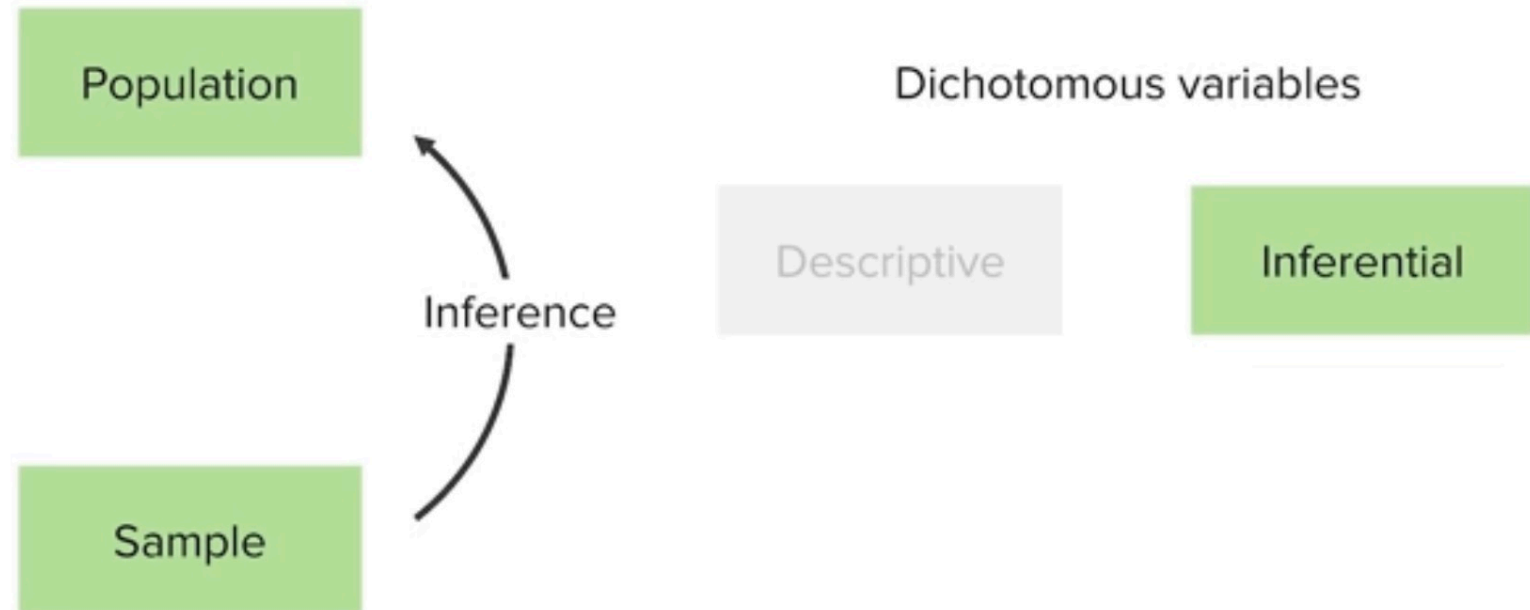 Population
Dichotomous variables
Descriptive
Inferential
Inference
Sample